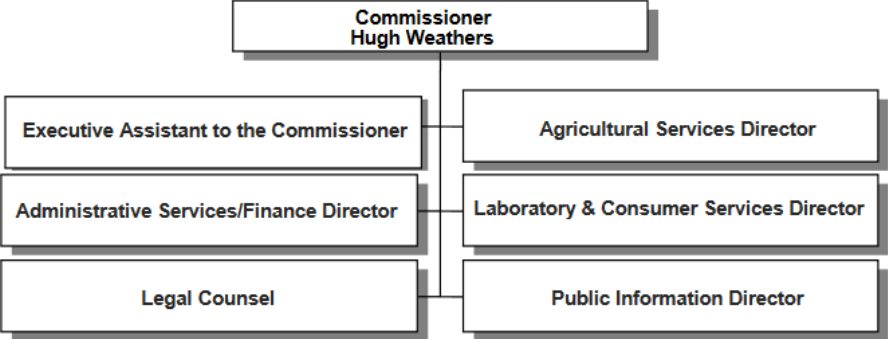 Commissioner
Hugh Weathers
Executive Assistant to the Commissioner
Agricultural Services Director
Administrative Services/Finance Director
Laboratory & Consumer Services Director
Legal Counsel
Public Information Director